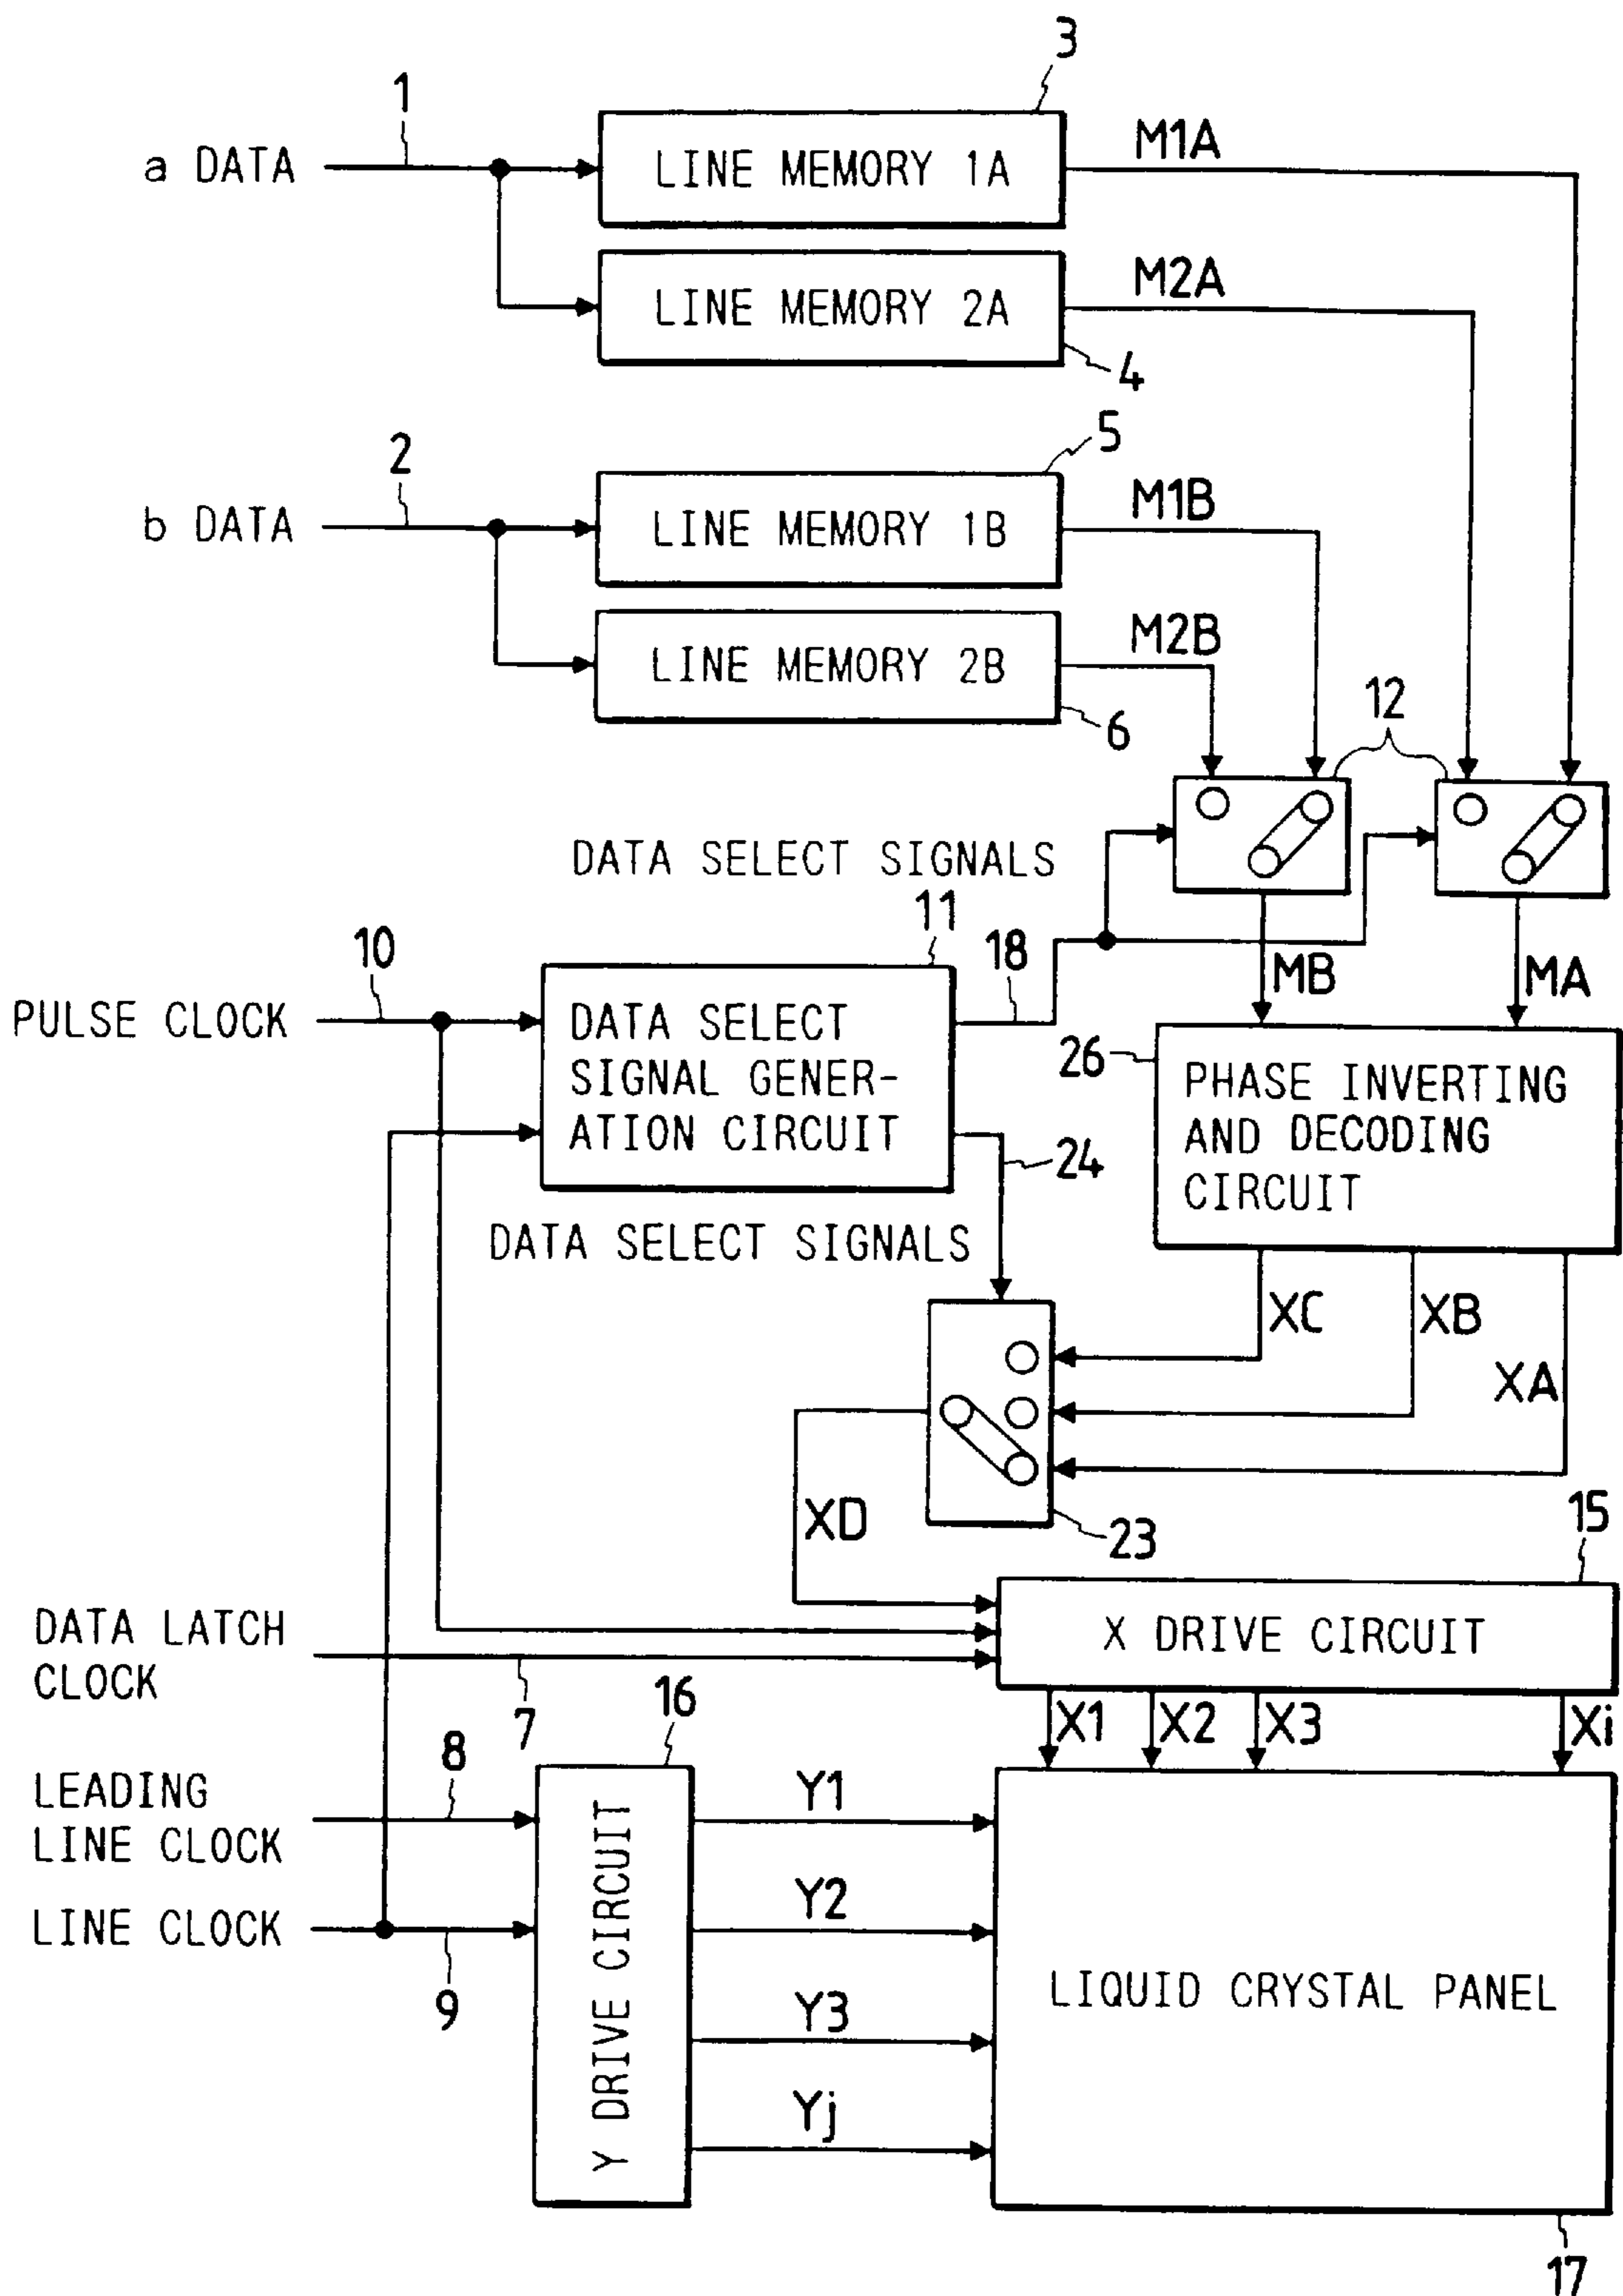 3
1
M1A
a DATA
LINE MEMORY 1A
M2A
LINE MEMORY 2A
4
5
2
M1B
b DATA
LINE MEMORY 1B
M2B
LINE MEMORY 2B
6
12
DATA SELECT SIGNALS
11
10
18
MB
MA
PULSE CLOCK
DATA SELECT
SIGNAL GENER-
ATION CIRCUIT
26
PHASE INVERTING
AND DECODING
CIRCUIT
24
DATA SELECT SIGNALS
XC
XB
XA
XD
23
15
DATA LATCH
CLOCK
X DRIVE CIRCUIT
7
16
X1
X2
X3
Xi
8
LEADING
LINE CLOCK
Y1
LINE CLOCK
9
Y DRIVE CIRCUIT
Y2
Y3
Yj
LIQUID CRYSTAL PANEL
17